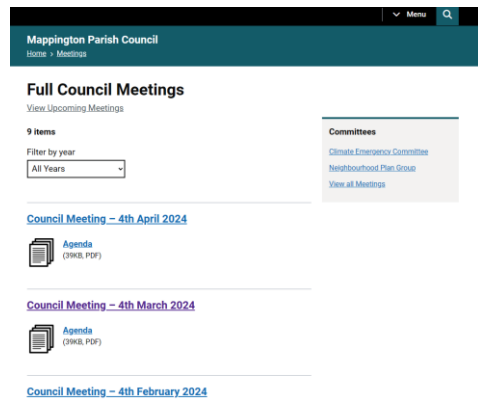 Menu
Mappington Parish Council
Home > Meetings
Full Council Meetings
View Upcoming Meetings
9 items
Filter by year
All Years
Committees
Climate Emergency Committee
Neighbourhood Plan Group
View all Meetings
Council Meeting – 4th April 2024
Agenda
(39KB, PDF)
Council Meeting – 4th March 2024
Agenda
(39KB, PDF)
Council Meeting – 4th February 2024